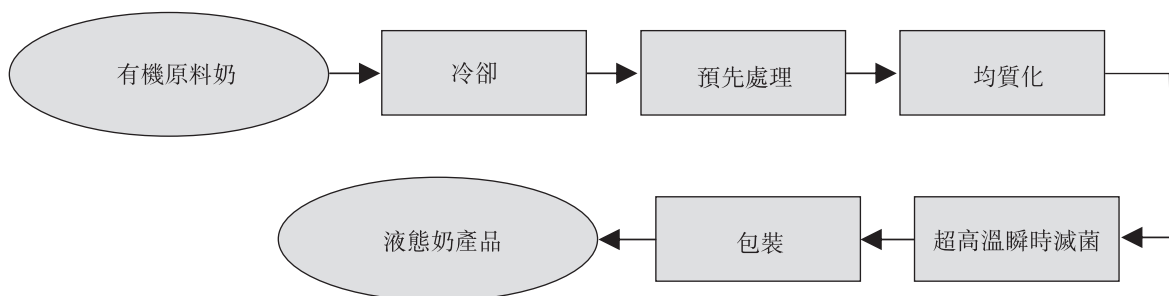 有機原料奶
冷卻
預先處理
均質化
超高溫瞬時滅菌
包裝
液態奶產品